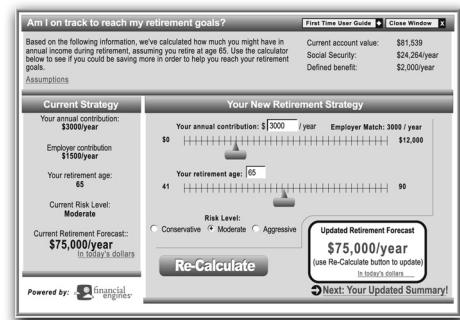 Am I on track to reach my retirement goals?
First Time User Guide
Close Window X
Based on the following information, we've calculated how much you might have in
annual income during retirement, assuming you retire at age 65. Use the calculator
below to see if you could be saving more in order to help you reach your retirement
goals.
Assumptions
Current account value: $81,539
Social Security: $24,264/year
Defined benefit: $2,000/year
Current Strategy
Your annual contribution:
$3000/year
Employer contribution
$1500/year
Your retirement age:
65
Current Risk Level:
Moderate
Current Retirement Forecast::
$75,000/year
In today's dollars
Powered by: financial
engines
Your New Retirement Strategy
Your annual contribution: $ 3000 / year Employer Match: 3000 / year
$0 $12,000
Your retirement age: 65
41 90
Risk Level:
Conservative Moderate Aggressive
Re-Calculate
Updated Retirement Forecast
$75,000/year
(use Re-Calculate button to update)
In today's dollars
Next: Your Updated Summary!